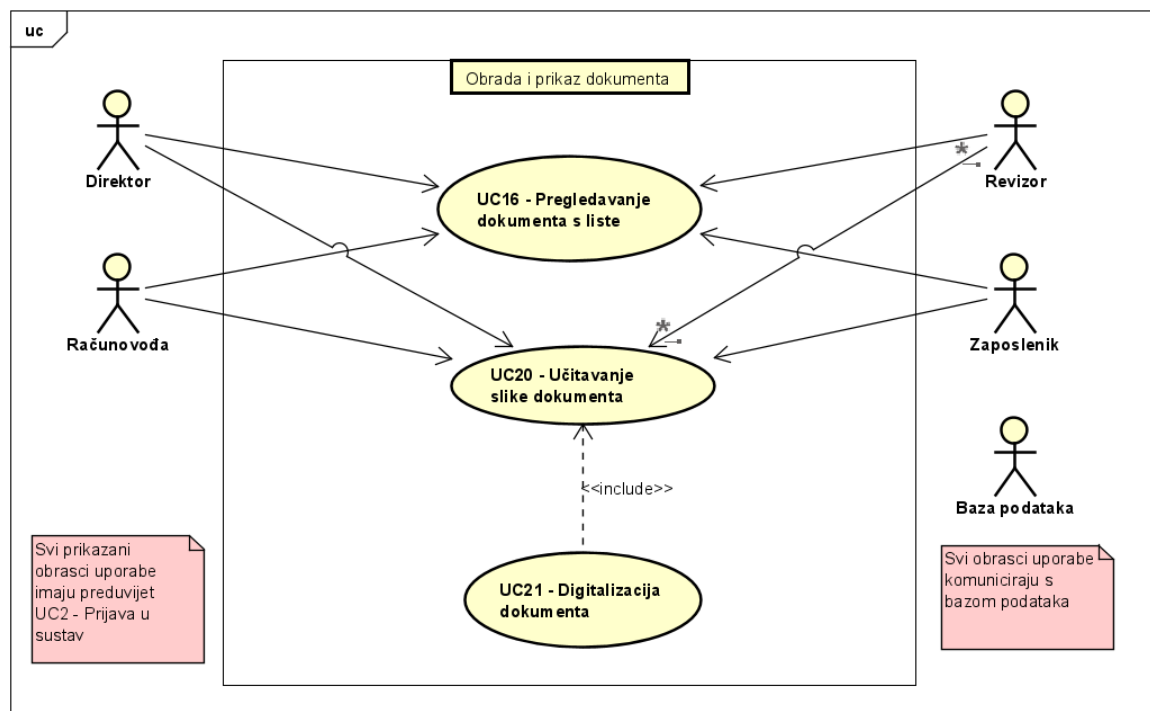 uc
Obrada i prikaz dokumenta
Direktor
Revizor
UC16 - Pregledavanje
dokumenta s liste
Računovođa
Zaposlenik
UC20 - Učitavanje
slike dokumenta
*
*
<<include>>
Baza podataka
UC21 - Digitalizacija
dokumenta
Svi prikazani
obrasci uporabe
imaju preduvijet
UC2 - Prijava u
sustav
Svi obrasci uporabe
komuniciraju s
bazom podataka